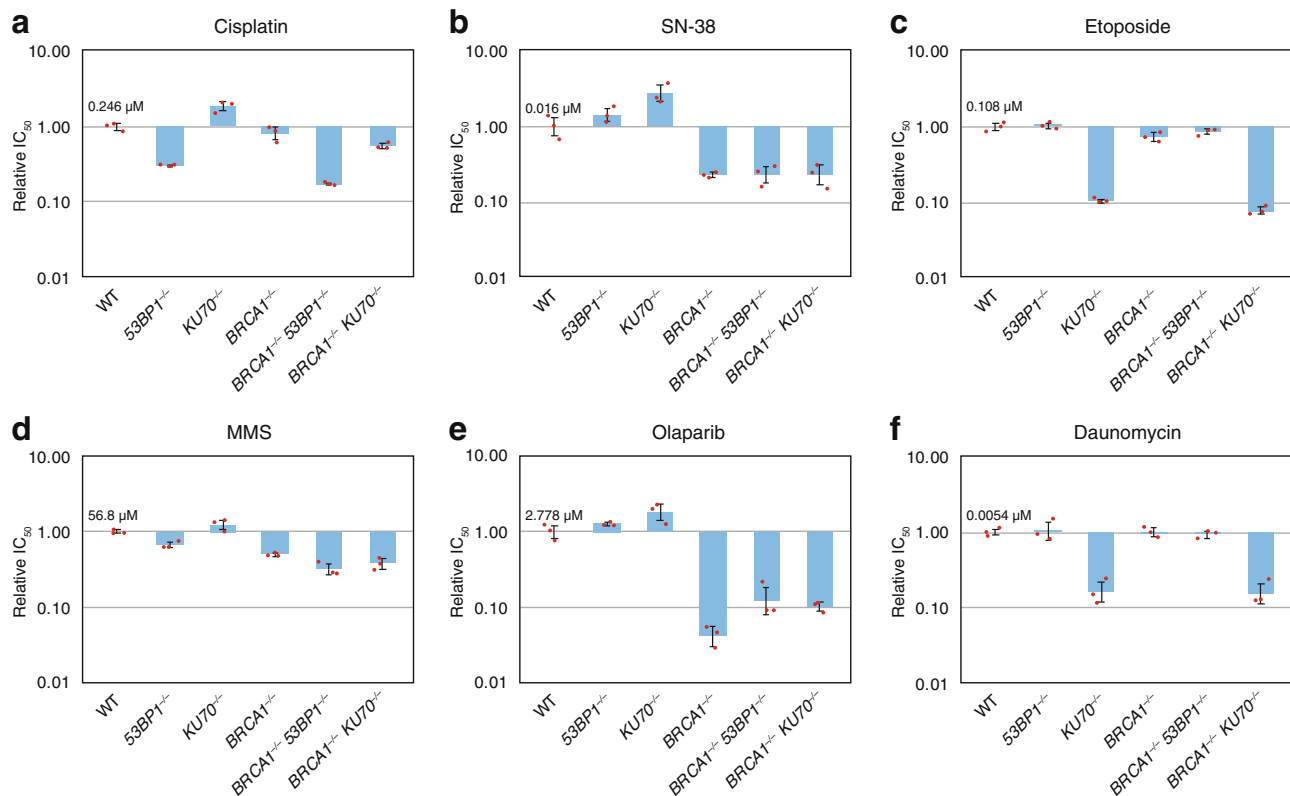 a
Cisplatin
Relative IC₅₀
10.00
1.00
0.10
0.01
0.246 µM
WT
53BP1⁻/⁻
KU70⁻/⁻
BRCA1⁻/⁻
BRCA1⁻/⁻ 53BP1⁻/⁻
BRCA1⁻/⁻ KU70⁻/⁻
b
SN-38
Relative IC₅₀
10.00
1.00
0.10
0.01
0.016 µM
WT
53BP1⁻/⁻
KU70⁻/⁻
BRCA1⁻/⁻
BRCA1⁻/⁻ 53BP1⁻/⁻
BRCA1⁻/⁻ KU70⁻/⁻
c
Etoposide
Relative IC₅₀
10.00
1.00
0.10
0.01
0.108 µM
WT
53BP1⁻/⁻
KU70⁻/⁻
BRCA1⁻/⁻
BRCA1⁻/⁻ 53BP1⁻/⁻
BRCA1⁻/⁻ KU70⁻/⁻
d
MMS
Relative IC₅₀
10.00
1.00
0.10
0.01
56.8 µM
WT
53BP1⁻/⁻
KU70⁻/⁻
BRCA1⁻/⁻
BRCA1⁻/⁻ 53BP1⁻/⁻
BRCA1⁻/⁻ KU70⁻/⁻
e
Olaparib
Relative IC₅₀
10.00
1.00
0.10
0.01
2.778 µM
WT
53BP1⁻/⁻
KU70⁻/⁻
BRCA1⁻/⁻
BRCA1⁻/⁻ 53BP1⁻/⁻
BRCA1⁻/⁻ KU70⁻/⁻
f
Daunomycin
Relative IC₅₀
10.00
1.00
0.10
0.01
0.0054 µM
WT
53BP1⁻/⁻
KU70⁻/⁻
BRCA1⁻/⁻
BRCA1⁻/⁻ 53BP1⁻/⁻
BRCA1⁻/⁻ KU70⁻/⁻